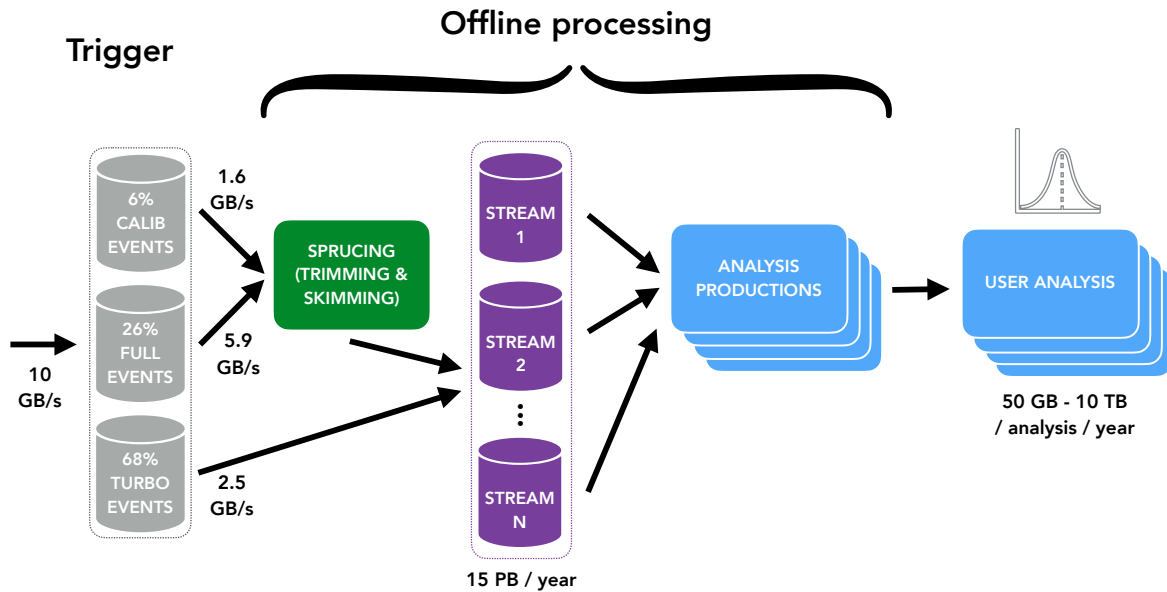 Offline processing
Trigger
6%
CALIB
EVENTS
1.6
GB/s
26%
FULL
EVENTS
5.9
GB/s
10
GB/s
68%
TURBO
EVENTS
2.5
GB/s
SPRUCING
(TRIMMING &
SKIMMING)
STREAM
1
STREAM
2
STREAM
N
15 PB / year
ANALYSIS
PRODUCTIONS
USER ANALYSIS
50 GB - 10 TB
/ analysis / year